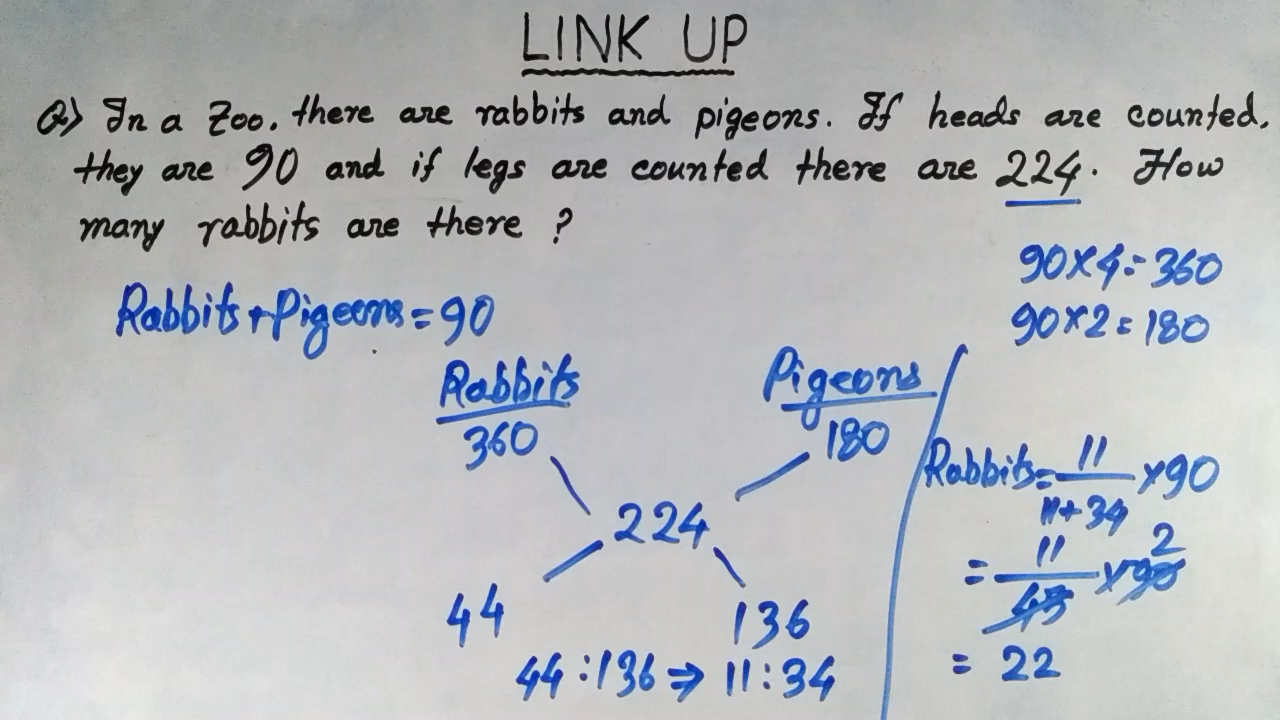 LINK UP
Q) In a Zoo, there are rabbits and pigeons. If heads are counted,
they are 90 and if legs are counted there are 224. How
many rabbits are there ?
90×4=360
90×2=180
Rabbits+Pigeons=90
Rabbits Pigeons
360 180
224
44 136
44:136⇒11:34
Rabbits=11/11+34×90
=11/45×90 2
=22